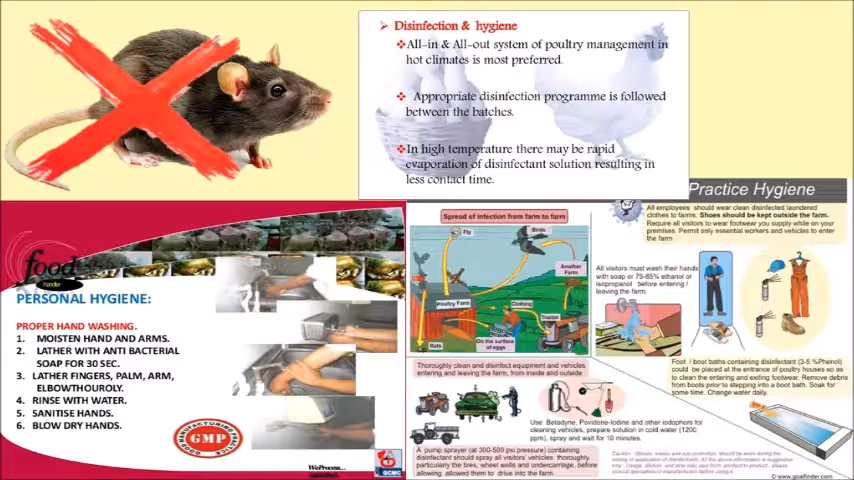 Disinfection & hygiene
All-in & All-out system of poultry management in
hot climates is most preferred.
Appropriate disinfection programme is followed
between the batches.
In high temperature there may be rapid
evaporation of disinfectant solution resulting in
less contact time.
food
handler
PERSONAL HYGIENE:
PROPER HAND WASHING.
1. MOISTEN HAND AND ARMS.
2. LATHER WITH ANTI BACTERIAL
SOAP FOR 30 SEC.
3. LATHER FINGERS, PALM, ARM,
ELBOWTHOUROLY.
4. RINSE WITH WATER.
5. SANITISE HANDS.
6. BLOW DRY HANDS.
GOOD MANUFACTURING PRACTICE
GMP
WeProcess...
QCMC
Practice Hygiene
Spread of infection from farm to farm
Fly
Birds
Another
Farm
Poultry Farm
Clothing
Tractor
Rats
On the surface
of eggs
All employees should wear clean disinfected laundered
clothes to farms. Shoes should be kept outside the farm.
Require all visitors to wear footwear you supply while on your
premises. Permit only essential workers and vehicles to enter
the farm
All visitors must wash their hands
with soap or 75-85% ethanol or
isopropanol before entering /
leaving the farm.
Thoroughly clean and disinfect equipment and vehicles
entering and leaving the farm, from inside and outside
Use Betadyne, Povidone-Iodine and other iodophors for
cleaning vehicles, prepare solution in cold water (1200
ppm), spray and wait for 10 minutes.
A pump sprayer (at 300-500 psi pressure) containing
disinfectant should spray all visitors' vehicles thoroughly,
particularly the tires, wheel wells and undercarriage, before
allowing them to drive into the farm.
Foot / boot baths containing disinfectant (3-5 %Phenol)
could be placed at the entrance of poultry houses so as
to clean the entering and exiting footwear. Remove debris
from boots prior to stepping into a boot bath. Soak for
some time. Change water daily.
© www.goalfinder.com